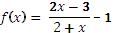 f(x) = (2x − 3)/(2 + x) − 1